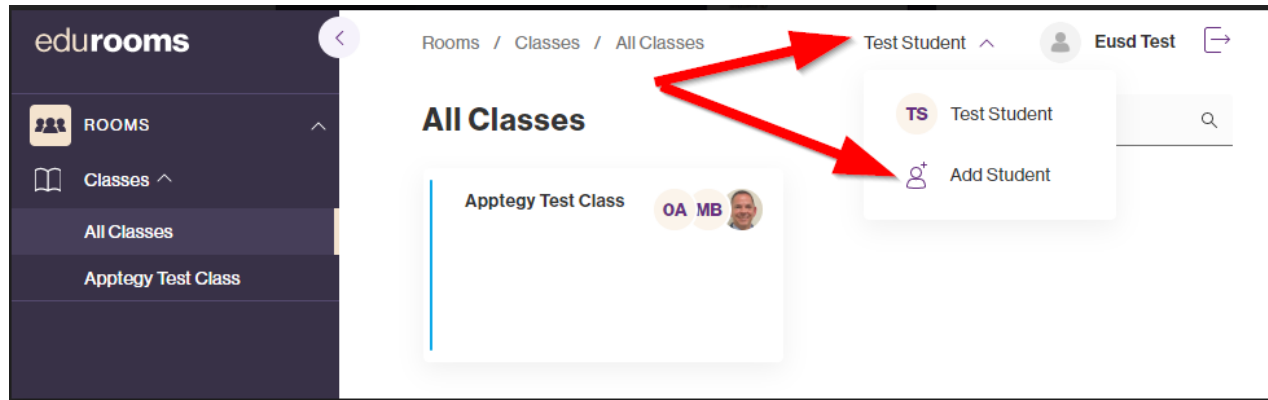 edurooms
Rooms / Classes / All Classes
Test Student
Eusd Test
ROOMS
Classes
All Classes
Apptegy Test Class
All Classes
Apptegy Test Class
OA MB
TS Test Student
Add Student